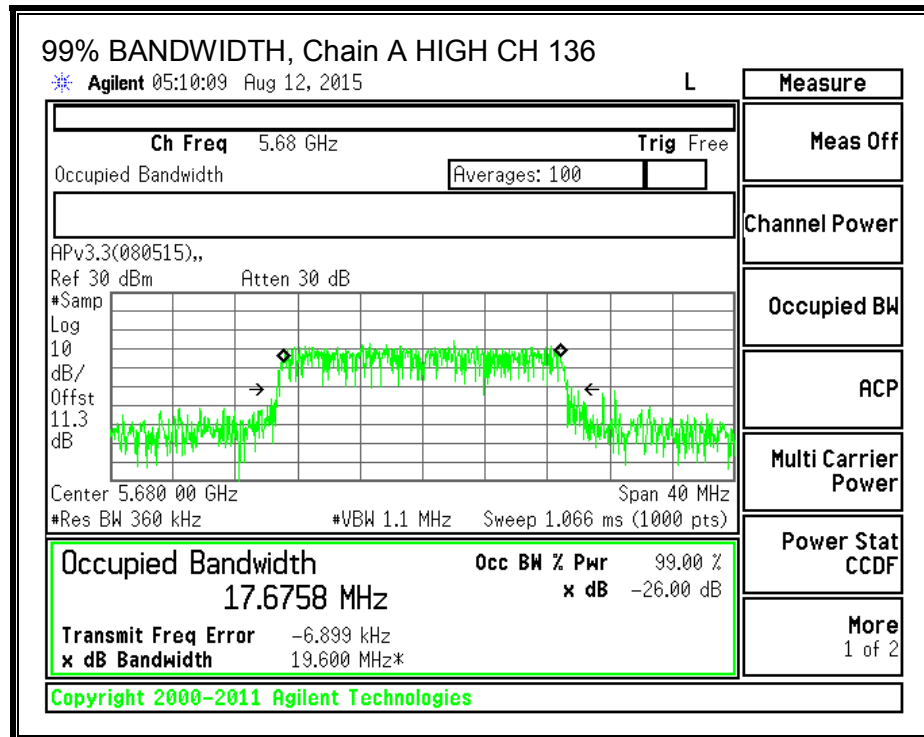 99% BANDWIDTH, Chain A HIGH CH 136
Agilent 05:10:09 Aug 12, 2015 L
Measure
Ch Freq 5.68 GHz Trig Free
Meas Off
Occupied Bandwidth Averages: 100
Channel Power
APv3.3(080515),,
Ref 30 dBm Atten 30 dB
#Samp
Log
10
dB/
Offst
11.3
dB
Occupied BW
ACP
Center 5.680 00 GHz Span 40 MHz
#Res BW 360 kHz #VBW 1.1 MHz Sweep 1.066 ms (1000 pts)
Multi Carrier
Power
Occupied Bandwidth Occ BW % Pwr 99.00 %
17.6758 MHz x dB -26.00 dB
Power Stat
CCDF
Transmit Freq Error -6.899 kHz
x dB Bandwidth 19.600 MHz*
More
1 of 2
Copyright 2000-2011 Agilent Technologies